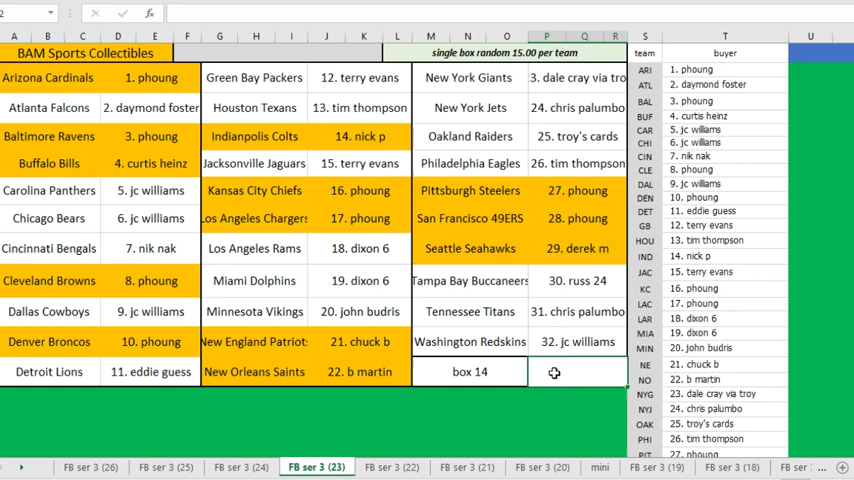 A B C D E F G H I J K L M N O P Q R S T U
BAM Sports Collectibles single box random 15.00 per team team buyer
Arizona Cardinals 1. phoung Green Bay Packers 12. terry evans New York Giants 3. dale cray via tro ARI 1. phoung
Atlanta Falcons 2. daymond foster Houston Texans 13. tim thompson New York Jets 24. chris palumbo ATL 2. daymond foster
Baltimore Ravens 3. phoung Indianpolis Colts 14. nick p Oakland Raiders 25. troy's cards BAL 3. phoung
Buffalo Bills 4. curtis heinz Jacksonville Jaguars 15. terry evans Philadelphia Eagles 26. tim thompson BUF 4. curtis heinz
Carolina Panthers 5. jc williams Kansas City Chiefs 16. phoung Pittsburgh Steelers 27. phoung CAR 5. jc williams
Chicago Bears 6. jc williams Los Angeles Chargers 17. phoung San Francisco 49ERS 28. phoung CHI 6. jc williams
Cincinnati Bengals 7. nik nak Los Angeles Rams 18. dixon 6 Seattle Seahawks 29. derek m CIN 7. nik nak
Cleveland Browns 8. phoung Miami Dolphins 19. dixon 6 Tampa Bay Buccaneers 30. russ 24 CLE 8. phoung
Dallas Cowboys 9. jc williams Minnesota Vikings 20. john budris Tennessee Titans 31. chris palumbo DAL 9. jc williams
Denver Broncos 10. phoung New England Patriots 21. chuck b Washington Redskins 32. jc williams DEN 10. phoung
Detroit Lions 11. eddie guess New Orleans Saints 22. b martin box 14 DET 11. eddie guess
GB 12. terry evans
HOU 13. tim thompson
IND 14. nick p
JAC 15. terry evans
KC 16. phoung
LAC 17. phoung
LAR 18. dixon 6
MIA 19. dixon 6
MIN 20. john budris
NE 21. chuck b
NO 22. b martin
NYG 23. dale cray via troy
NYJ 24. chris palumbo
OAK 25. troy's cards
PHI 26. tim thompson
PIT 27. phoung
FB ser 3 (26) FB ser 3 (25) FB ser 3 (24) FB ser 3 (23) FB ser 3 (22) FB ser 3 (21) FB ser 3 (20) mini FB ser 3 (19) FB ser 3 (18) FB ser ...